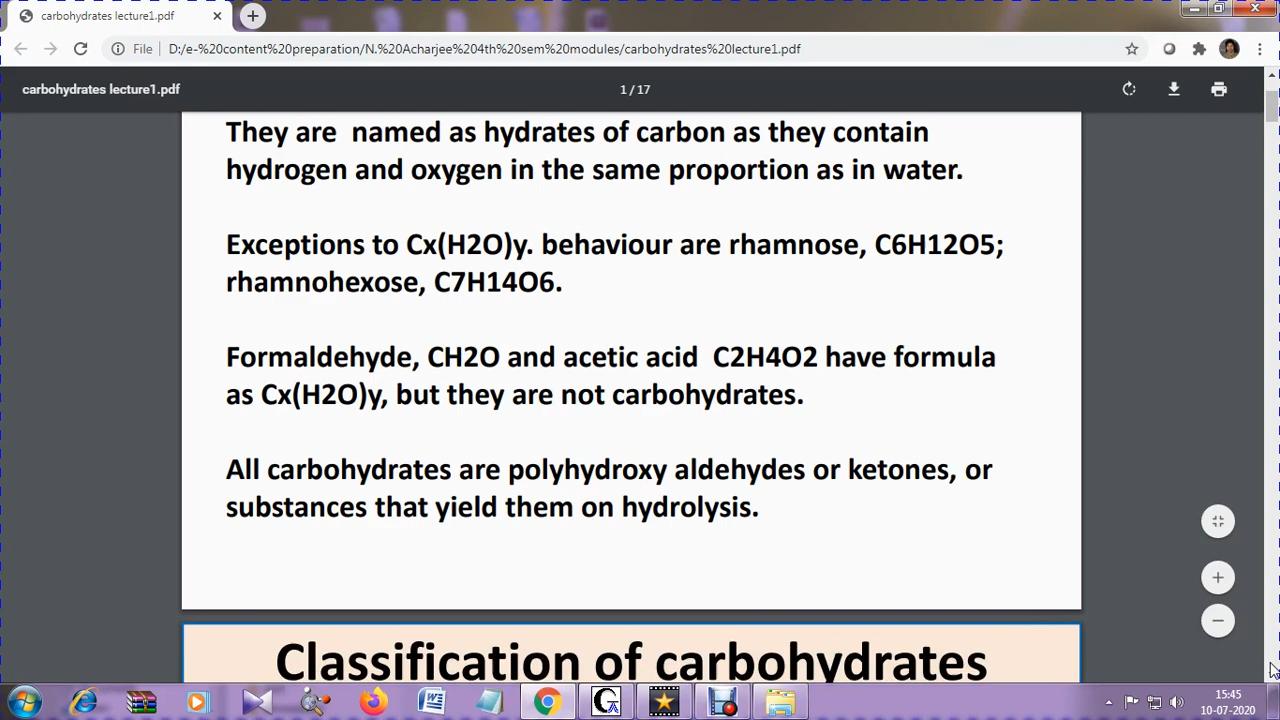 carbohydrates lecture1.pdf
File
D:/e-%20content%20preparation/N.%20Acharjee%204th%20sem%20modules/carbohydrates%20lecture1.pdf
carbohydrates lecture1.pdf
1 / 17
They are named as hydrates of carbon as they contain
hydrogen and oxygen in the same proportion as in water.
Exceptions to Cx(H2O)y. behaviour are rhamnose, C6H12O5;
rhamnohexose, C7H14O6.
Formaldehyde, CH2O and acetic acid C2H4O2 have formula
as Cx(H2O)y, but they are not carbohydrates.
All carbohydrates are polyhydroxy aldehydes or ketones, or
substances that yield them on hydrolysis.
Classification of carbohydrates
15:45
10-07-2020